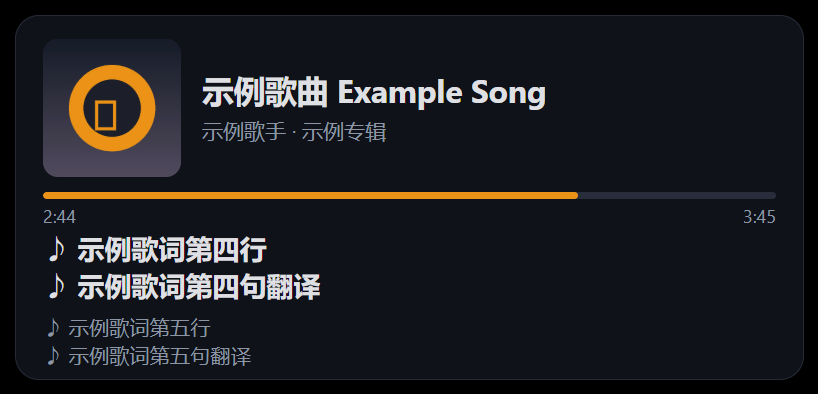 示例歌曲 Example Song
示例歌手 · 示例专辑
2:44 3:45
♪ 示例歌词第四行
♪ 示例歌词第四句翻译
♪ 示例歌词第五行
♪ 示例歌词第五句翻译